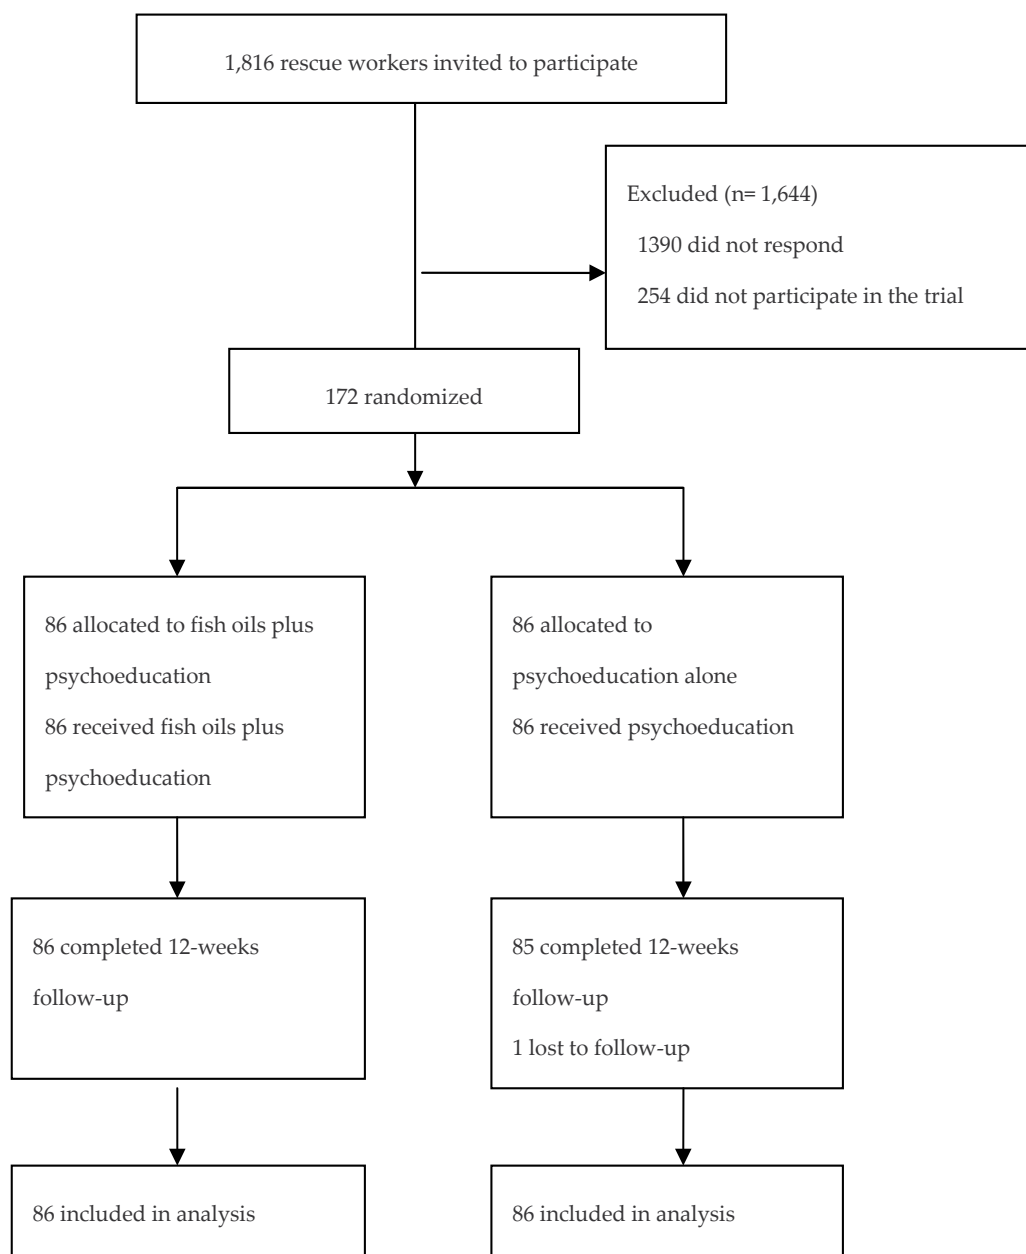 1,816 rescue workers invited to participate
Excluded (n= 1,644)
1390 did not respond
254 did not participate in the trial
172 randomized
86 allocated to fish oils plus
psychoeducation
86 received fish oils plus
psychoeducation
86 allocated to
psychoeducation alone
86 received psychoeducation
86 completed 12-weeks
follow-up
85 completed 12-weeks
follow-up
1 lost to follow-up
86 included in analysis
86 included in analysis